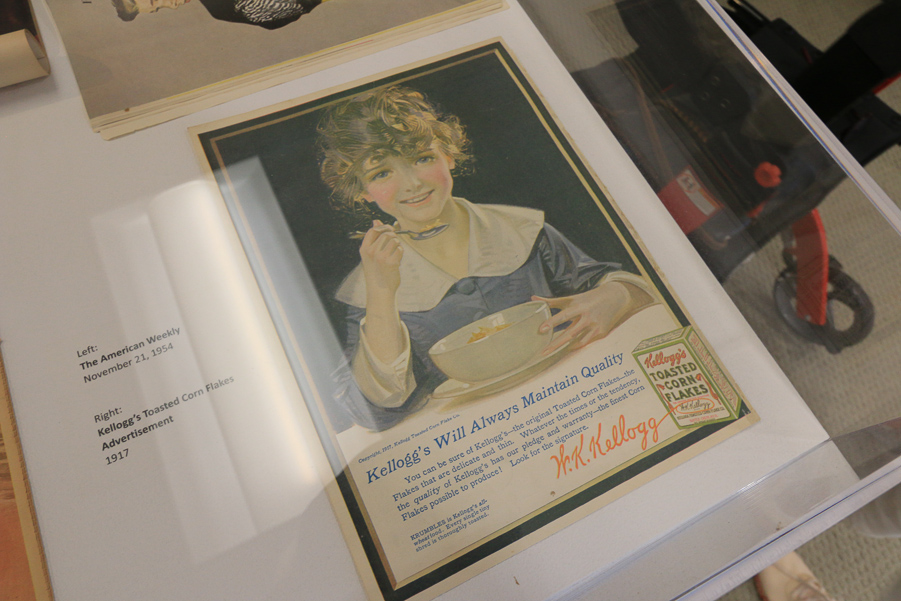 Left:
The American Weekly
November 21, 1954
Right:
Kellogg's Toasted Corn Flakes
Advertisement
1917
Kellogg's
TOASTED
CORN
FLAKES
Copyright, 1917, Kellogg Toasted Corn Flake Co.
Kellogg's Will Always Maintain Quality
You can be sure of Kellogg's—the original Toasted Corn Flakes—the
Flakes that are delicate and thin. Whatever the times or the tendency,
the quality of Kellogg's has our pledge and warranty—the finest Corn
Flakes possible to produce! Look for the signature.
W.K.Kellogg
KRUMBLES is Kellogg's all-
wheat food. Every single tiny
shred is thoroughly toasted.